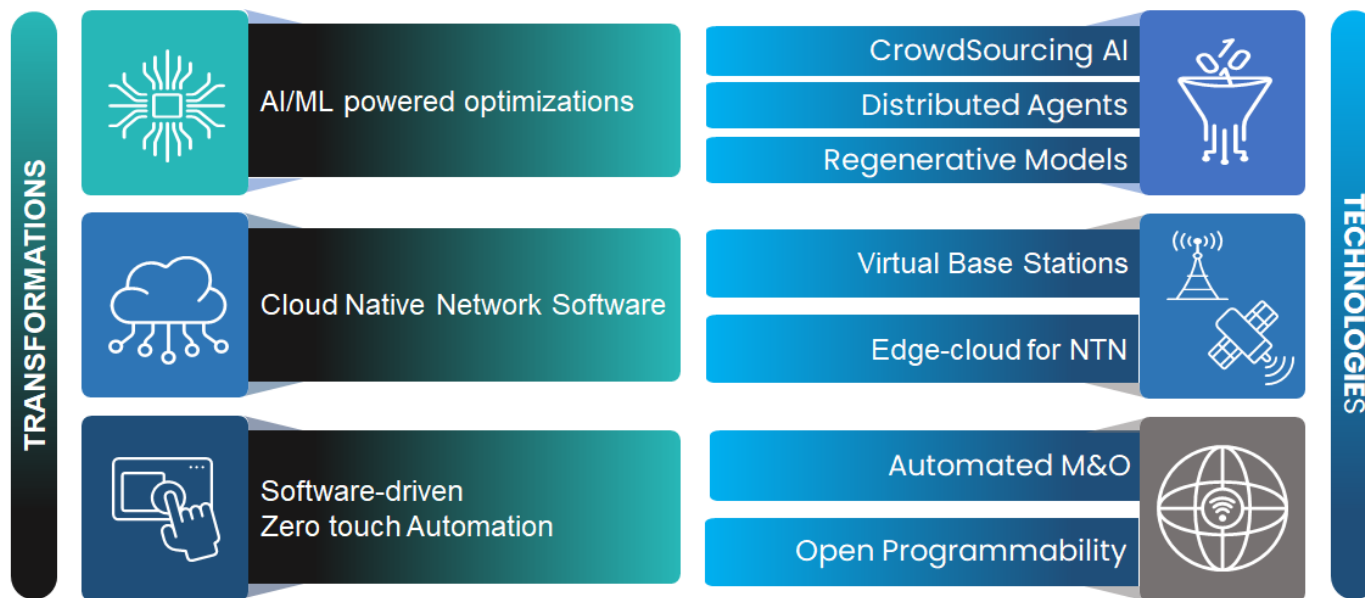 TRANSFORMATIONS
AI/ML powered optimizations
Cloud Native Network Software
Software-driven
Zero touch Automation
CrowdSourcing AI
Distributed Agents
Regenerative Models
Virtual Base Stations
Edge-cloud for NTN
Automated M&O
Open Programmability
TECHNOLOGIES